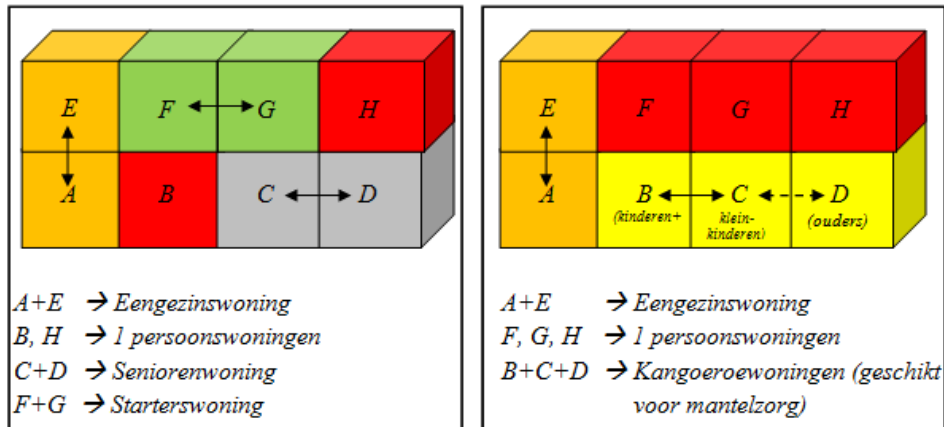 E F G H
A B C D
A+E → Eengezinswoning
B, H → 1 persoonswoningen
C+D → Seniorenwoning
F+G → Starterswoning
E F G H
A B C D
(kinderen+ klein- (ouders)
kinderen)
A+E → Eengezinswoning
F, G, H → 1 persoonswoningen
B+C+D → Kangoeroewoningen (geschikt
voor mantelzorg)